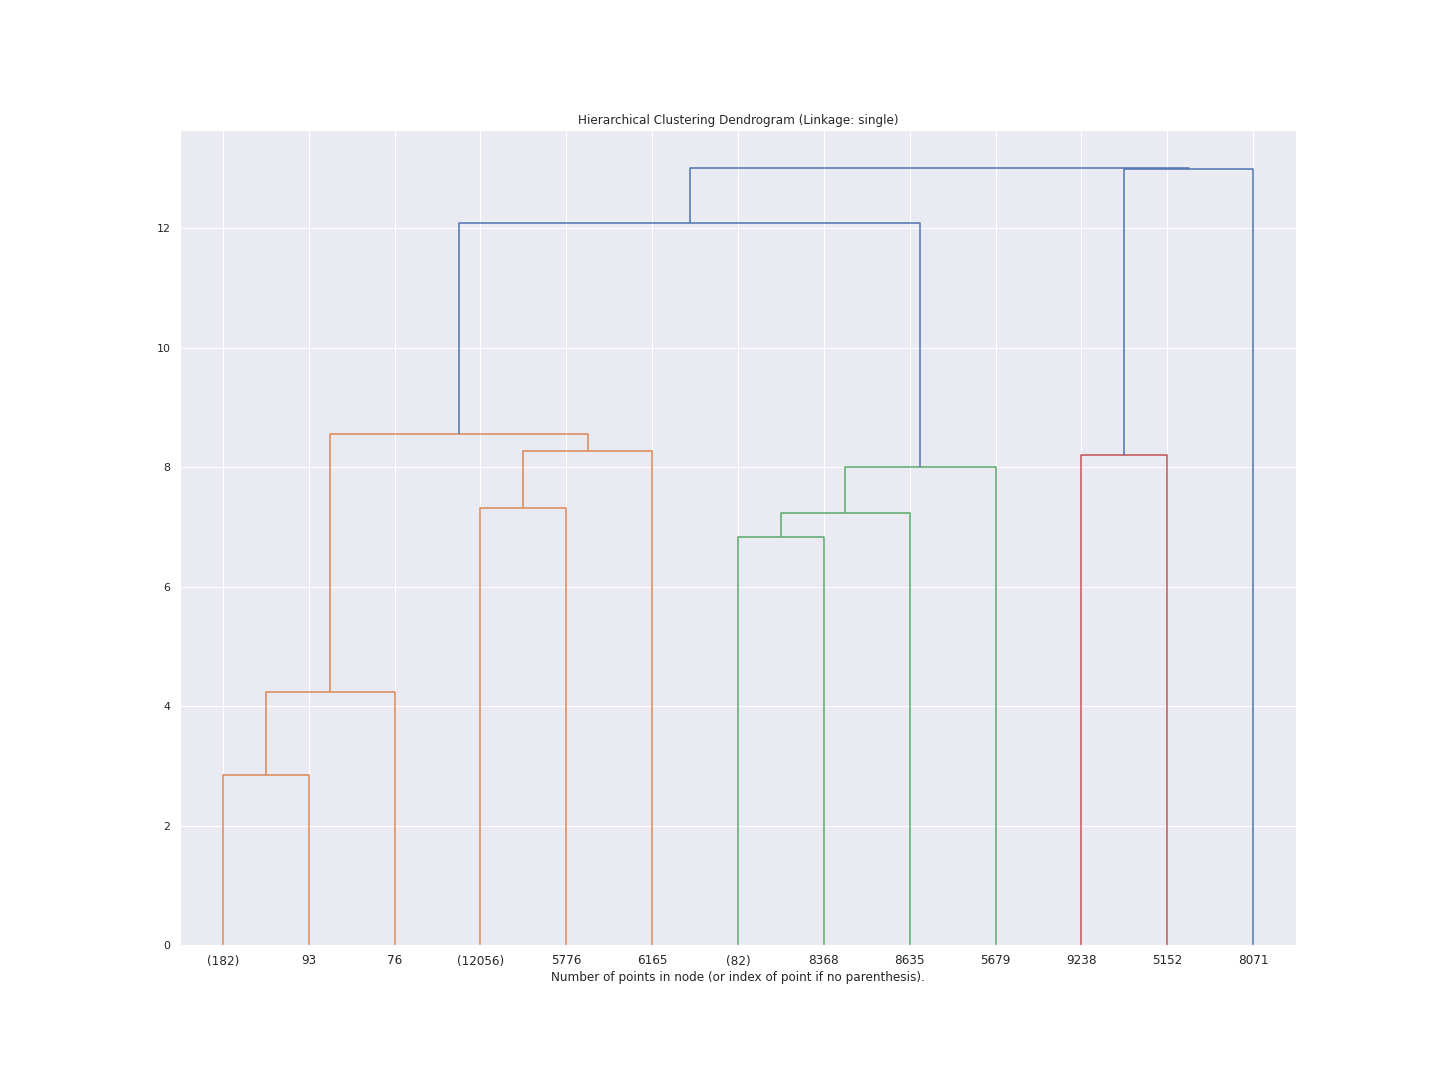 Hierarchical Clustering Dendrogram (Linkage: single)
12
10
8
6
4
2
0
(182) 93 76 (12056) 5776 6165 (82) 8368 8635 5679 9238 5152 8071
Number of points in node (or index of point if no parenthesis).